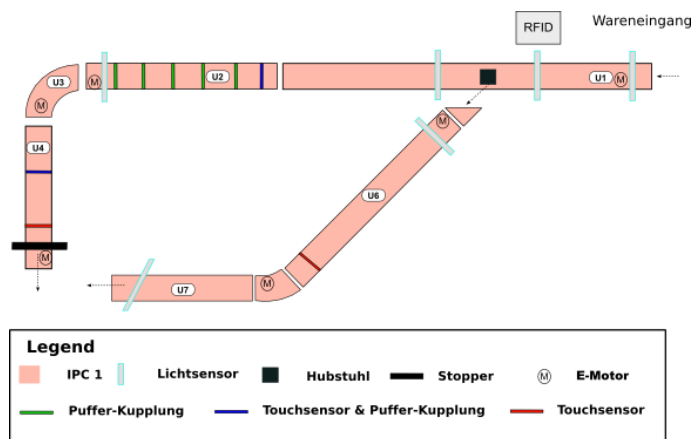 RFID
Wareneingang
U3
M
U2
U1
M
M
M
U4
U6
M
M
U7
Legend
IPC 1
Lichtsensor
Hubstuhl
Stopper
M
E-Motor
Puffer-Kupplung
Touchsensor & Puffer-Kupplung
Touchsensor